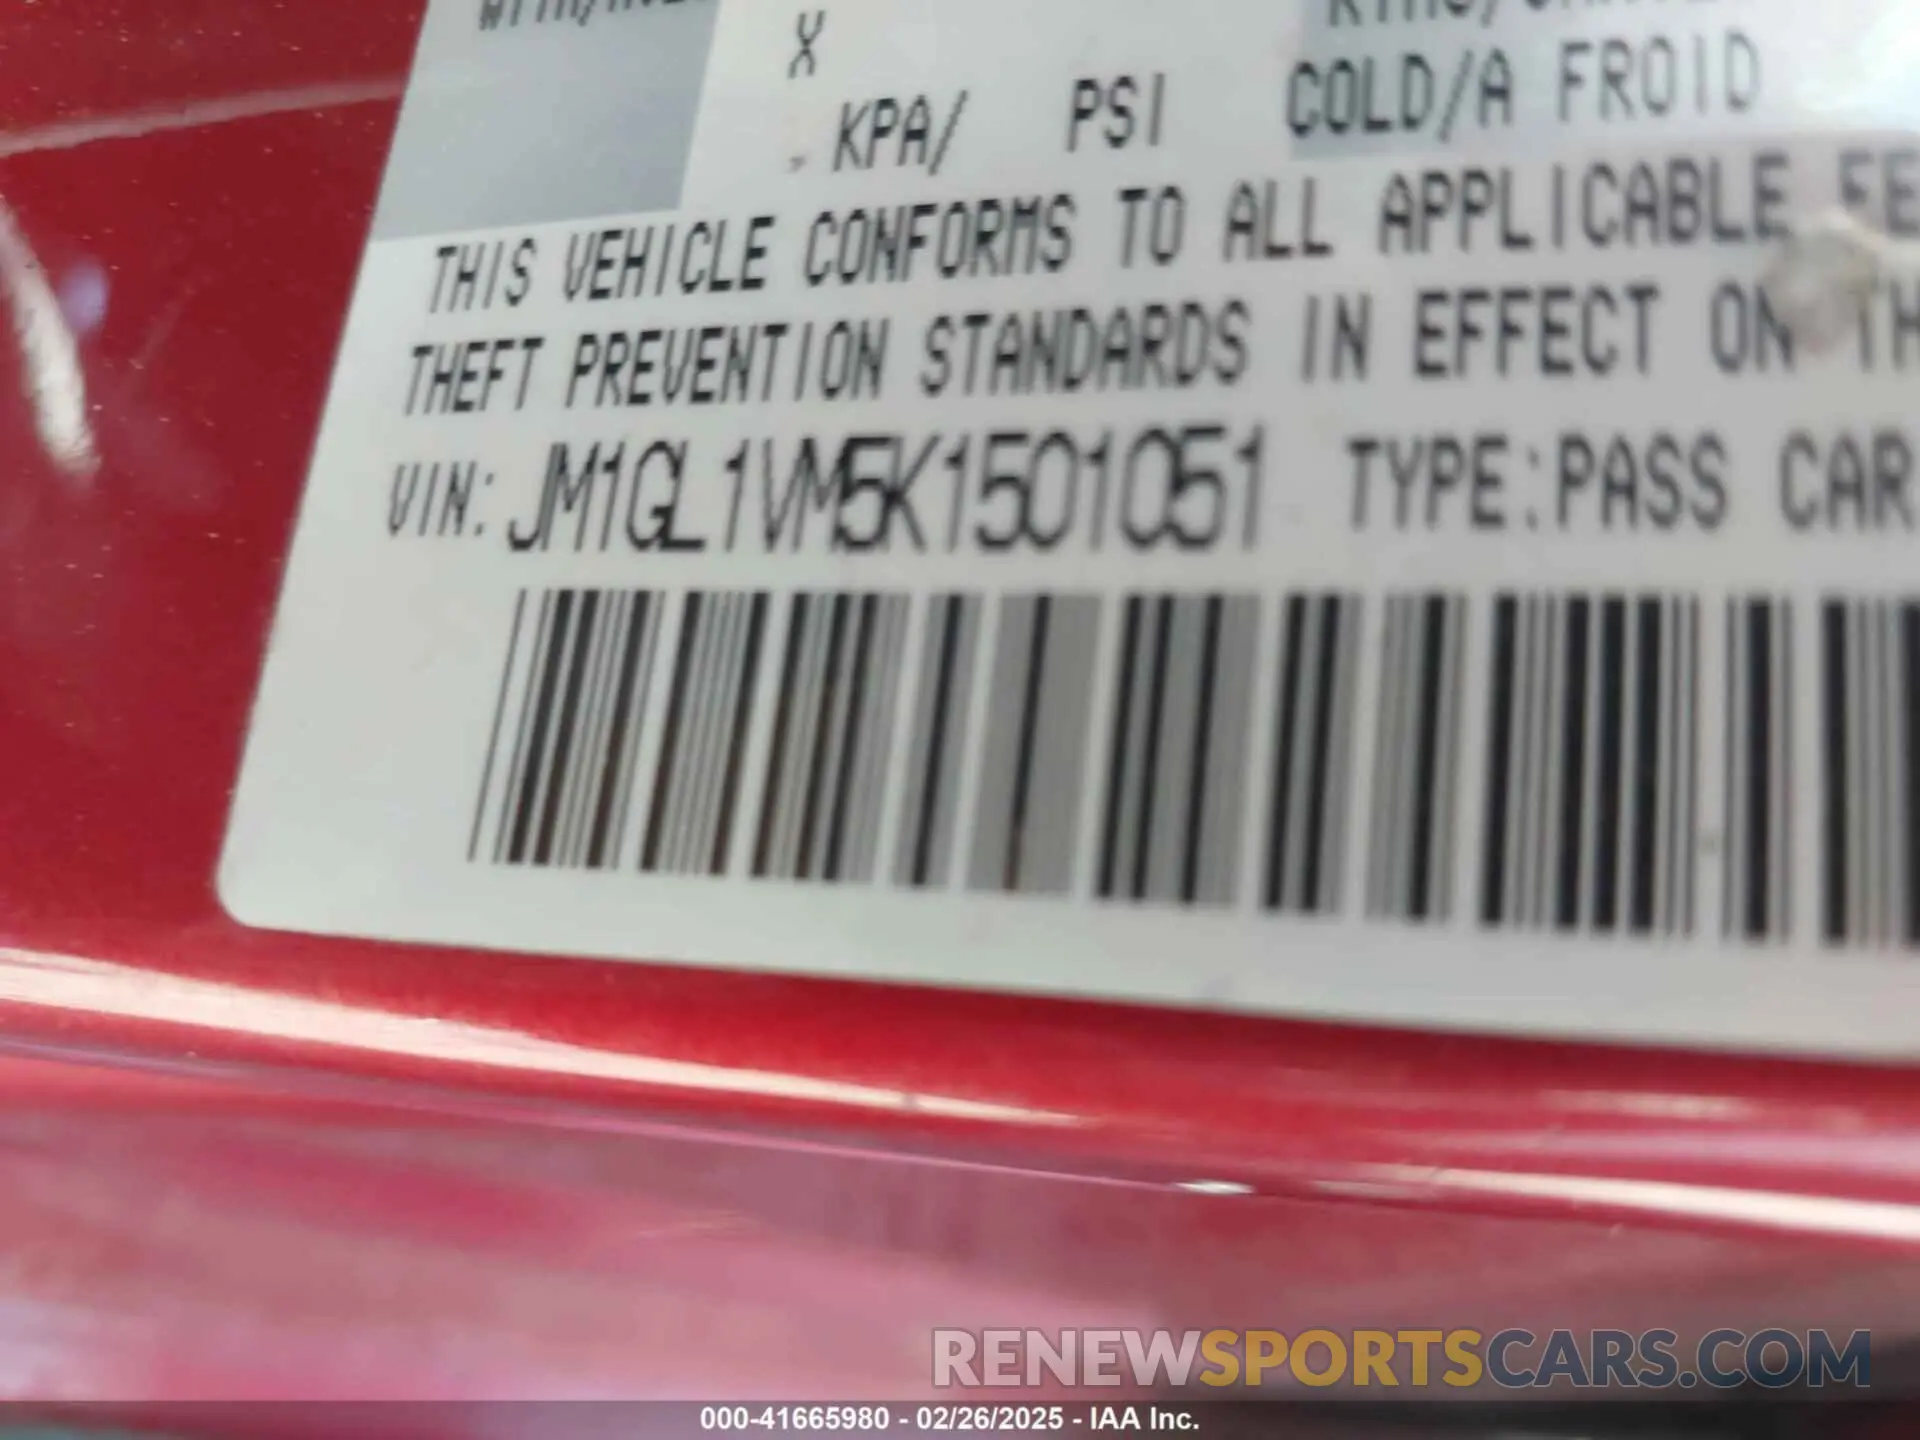 X
KPA/ PSI COLD/A FROID
THIS VEHICLE CONFORMS TO ALL APPLICABLE
THEFT PREVENTION STANDARDS IN EFFECT ON
VIN: JM1GL1VM5K1501051 TYPE:PASS CAR
RENEWSPORTSCARS.COM
000-41665980 - 02/26/2025 - IAA Inc.